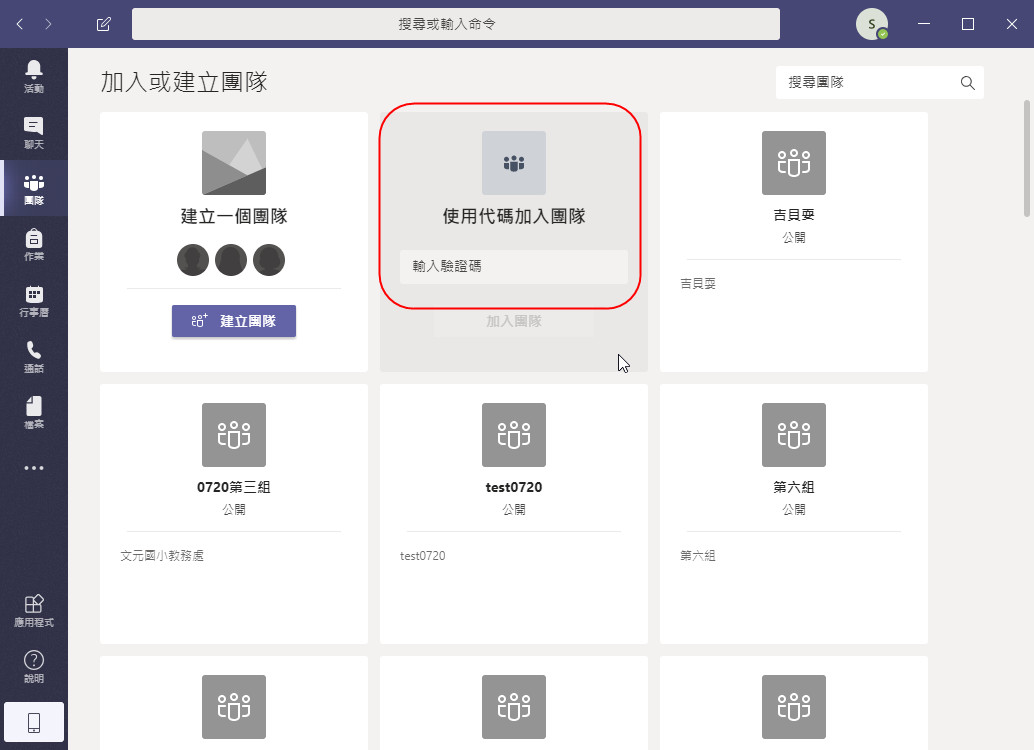 搜尋或輸入命令
S
活動
聊天
團隊
作業
行事曆
通話
檔案
應用程式
說明
加入或建立團隊
搜尋團隊
建立一個團隊
建立團隊
使用代碼加入團隊
輸入驗證碼
加入團隊
吉貝耍
公開
吉貝耍
0720第三組
公開
文元國小教務處
test0720
公開
test0720
第六組
公開
第六組